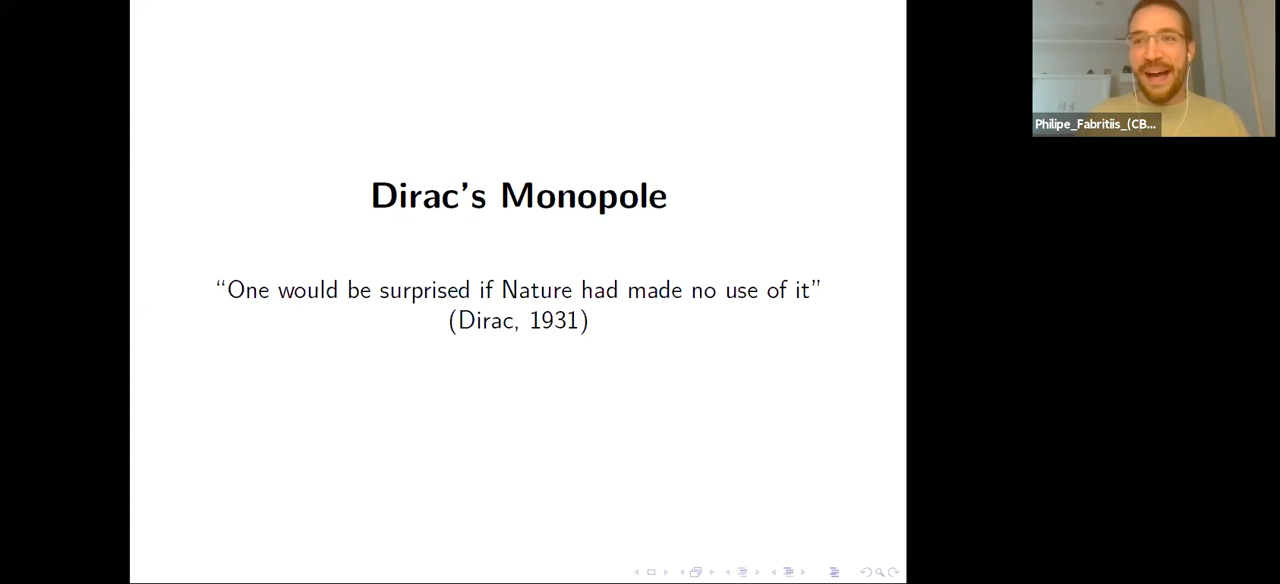 Dirac's Monopole
“One would be surprised if Nature had made no use of it”
(Dirac, 1931)
Philipe_Fabritiis_(CB...